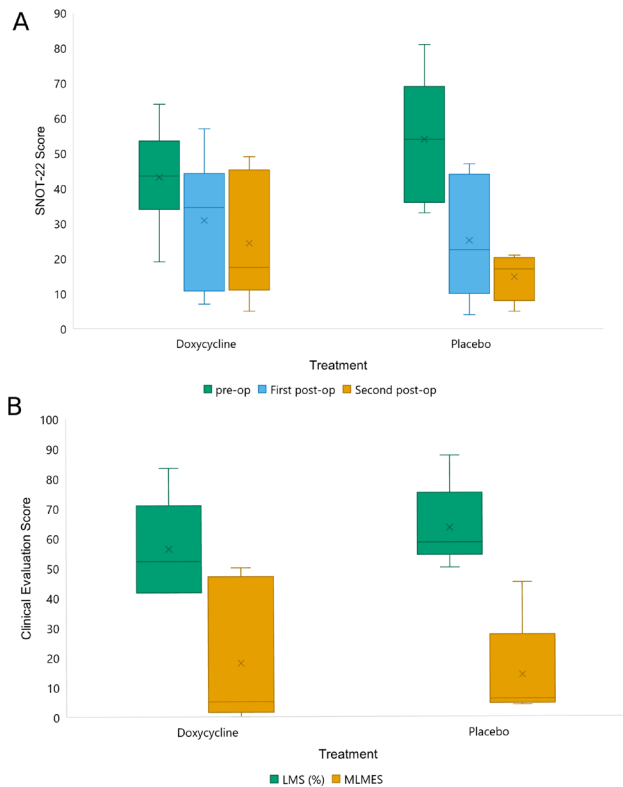 A
90
80
70
60
50
40
30
20
10
0
SNOT-22 Score
Doxycycline Placebo
Treatment
pre-op First post-op Second post-op
B
100
90
80
70
60
50
40
30
20
10
0
Clinical Evaluation Score
Doxycycline Placebo
Treatment
LMS (%) MLMES